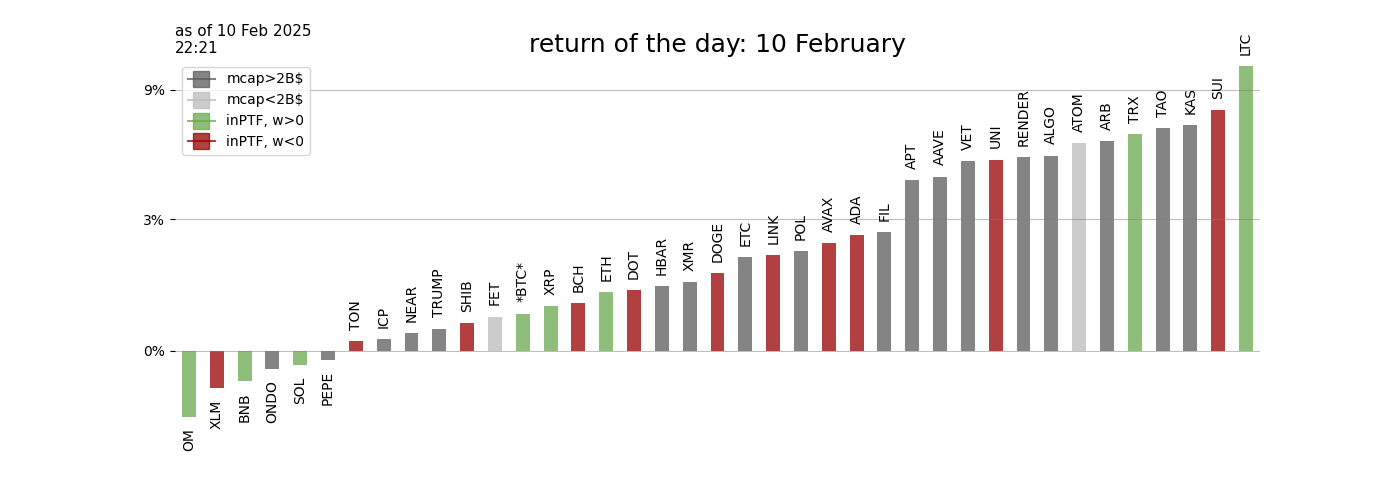 as of 10 Feb 2025
22:21
return of the day: 10 February
mcap>2B$
mcap<2B$
inPTF, w>0
inPTF, w<0
9%
3%
0%
OM
XLM
BNB
ONDO
SOL
PEPE
TON
ICP
NEAR
TRUMP
SHIB
FET
*BTC*
XRP
BCH
ETH
DOT
HBAR
XMR
DOGE
ETC
LINK
POL
AVAX
ADA
FIL
APT
AAVE
VET
UNI
RENDER
ALGO
ATOM
ARB
TRX
TAO
KAS
SUI
LTC